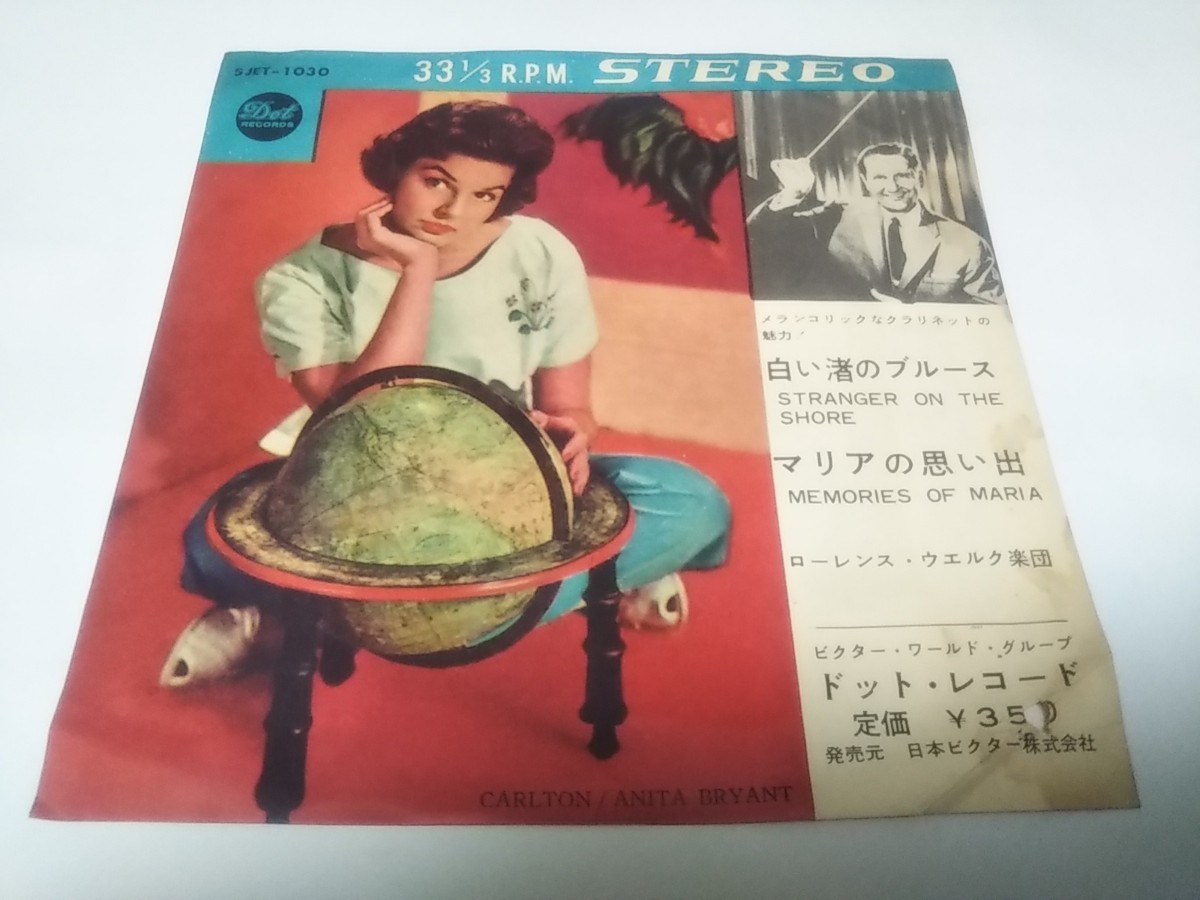 SJET-1030
33 1/3 R.P.M. STEREO
Dot
RECORDS
メランコリックなクラリネットの
魅力!
白い渚のブルース
STRANGER ON THE
SHORE
マリアの思い出
MEMORIES OF MARIA
ローレンス・ウエルク楽団
ビクター・ワールド・グループ
ドット・レコード
定価 ¥350
発売元 日本ビクター株式会社
CARLTON / ANITA BRYANT